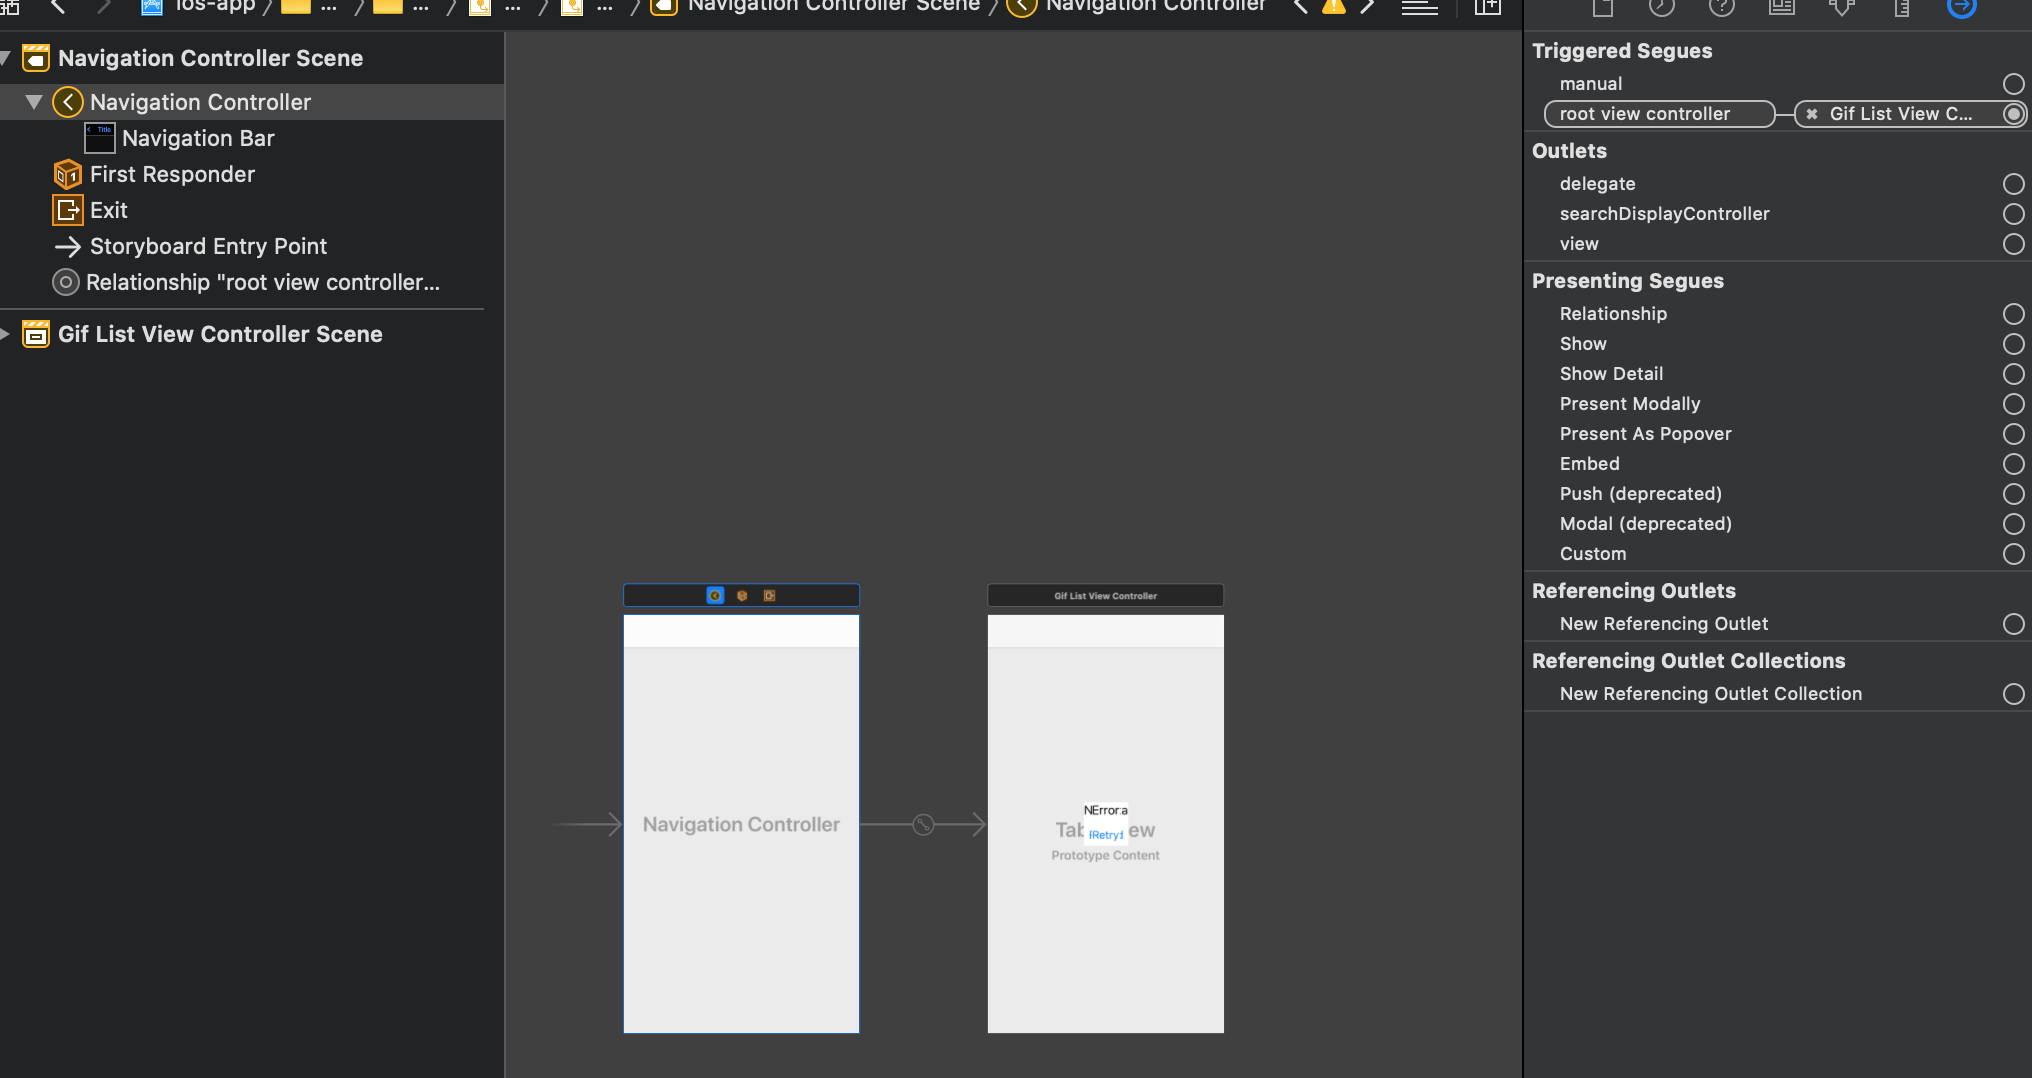 ios-app
...
...
...
...
Navigation Controller Scene
Navigation Controller
Navigation Controller Scene
Navigation Controller
Title
Navigation Bar
First Responder
Exit
Storyboard Entry Point
Relationship "root view controller...
Gif List View Controller Scene
Gif List View Controller
Navigation Controller
NError:a
Tab
ew
Retry
Prototype Content
Triggered Segues
manual
root view controller
Gif List View C...
Outlets
delegate
searchDisplayController
view
Presenting Segues
Relationship
Show
Show Detail
Present Modally
Present As Popover
Embed
Push (deprecated)
Modal (deprecated)
Custom
Referencing Outlets
New Referencing Outlet
Referencing Outlet Collections
New Referencing Outlet Collection